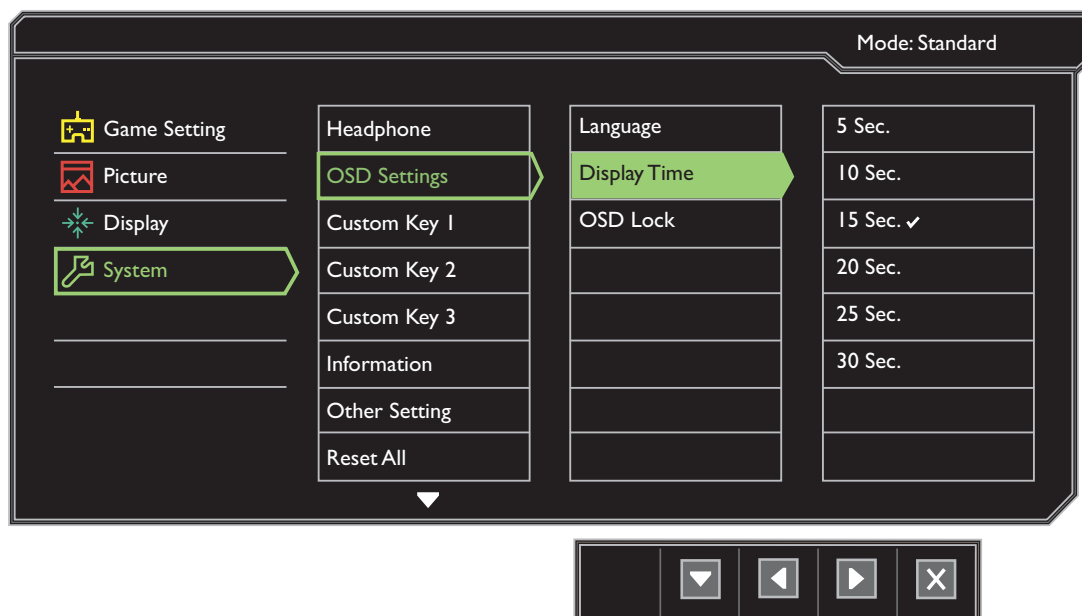 Mode: Standard
Game Setting
Picture
Display
System
Headphone
OSD Settings
Custom Key 1
Custom Key 2
Custom Key 3
Information
Other Setting
Reset All
Language
Display Time
OSD Lock
5 Sec.
10 Sec.
15 Sec.
20 Sec.
25 Sec.
30 Sec.